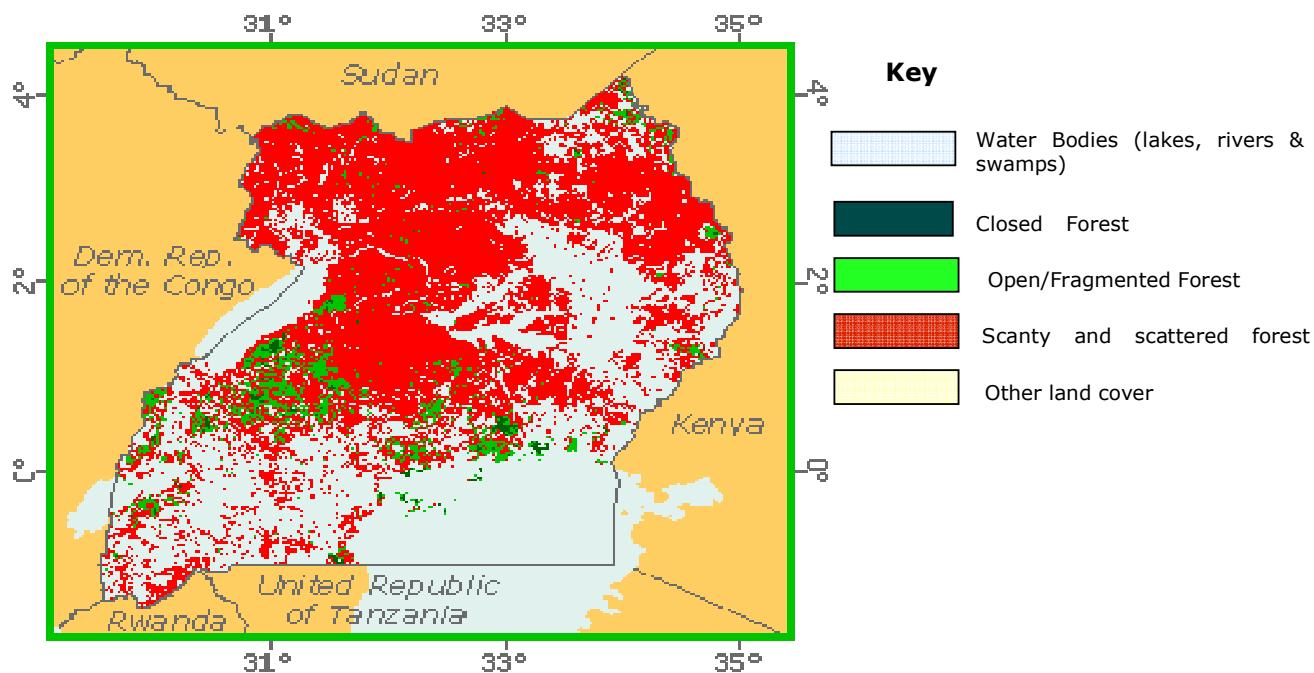 31° 33° 35°
Sudan
Key
4° 4°
Water Bodies (lakes, rivers &
swamps)
Closed Forest
Dem. Rep.
of the Congo
2° 2°
Open/Fragmented Forest
Scanty and scattered forest
Other land cover
Kenya
0° 0°
United Republic
of Tanzania
Rwanda
31° 33° 35°